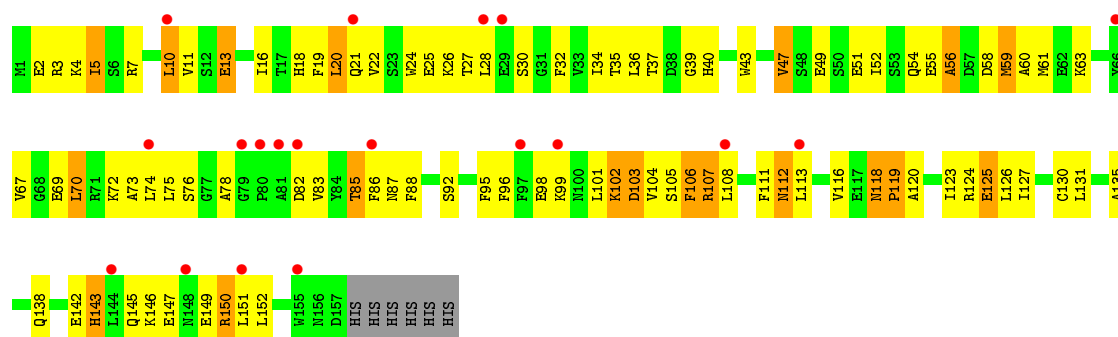 M1 E2 R3 K4 I5 S6 R7 L10 V11 S12 E13 I16 T17 H18 F19 L20 Q21 V22 S23 W24 E25 K26 T27 L28 E29 S30 G31 F32 V33 I34 T35 L36 T37 D38 G39 H40 W43 V47 S48 E49 S50 E51 I52 S53 Q54 E55 A56 D57 D58 M59 A60 M61 E62 K63 Y66
V67 G68 E69 L70 R71 K72 A73 L74 L75 S76 G77 A78 G79 P80 A81 D82 V83 Y84 T85 F86 N87 F88 S92 F95 F96 F97 E98 K99 N100 L101 K102 D103 V104 S105 F106 R107 L108 F111 N112 L113 V116 E117 N118 P119 A120 I123 R124 E125 L126 I127 C130 L131 A135
Q138 E142 H143 L144 Q145 K146 E147 N148 E149 R150 L151 L152 W155 N156 D157 HIS HIS HIS HIS HIS HIS